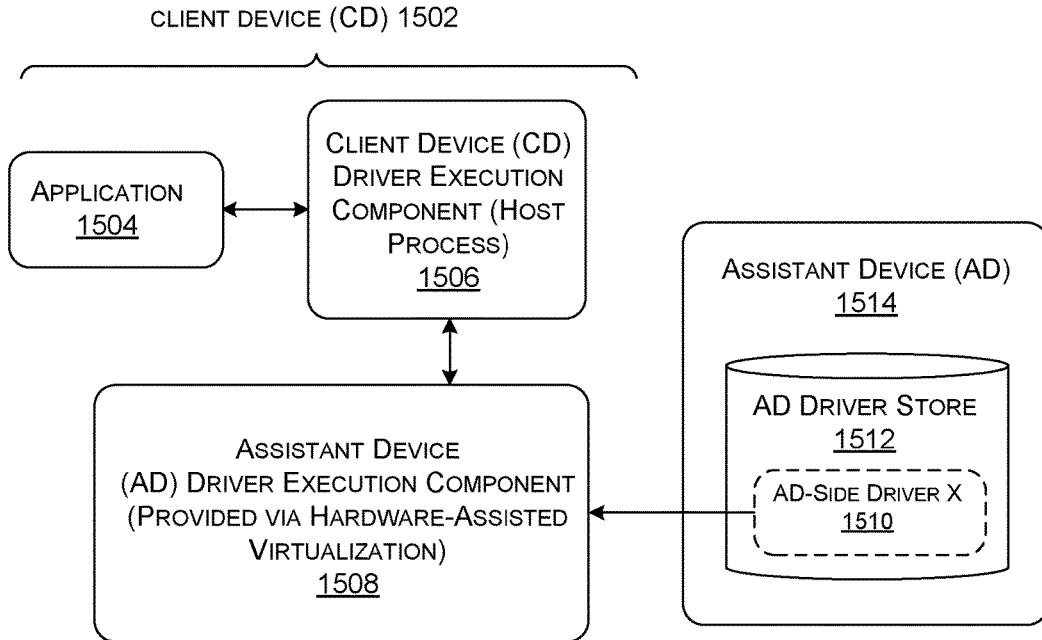 CLIENT DEVICE (CD) 1502
APPLICATION
1504
CLIENT DEVICE (CD)
DRIVER EXECUTION
COMPONENT (HOST
PROCESS)
1506
ASSISTANT DEVICE
(AD) DRIVER EXECUTION COMPONENT
(PROVIDED VIA HARDWARE-ASSISTED
VIRTUALIZATION)
1508
ASSISTANT DEVICE (AD)
1514
AD DRIVER STORE
1512
AD-SIDE DRIVER X
1510